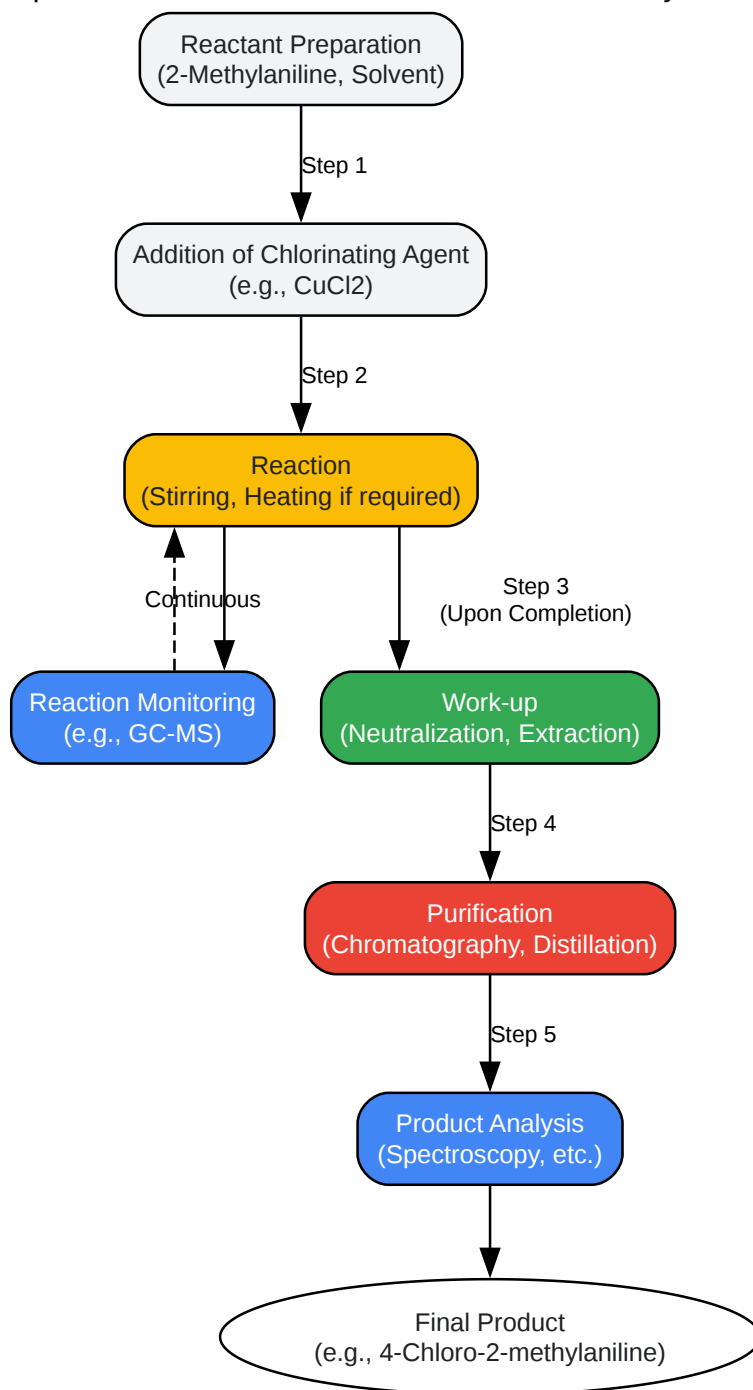 Reactant Preparation
(2-Methylaniline, Solvent)
Step 1
Addition of Chlorinating Agent
(e.g., CuCl2)
Step 2
Reaction
(Stirring, Heating if required)
Continuous
Step 3
(Upon Completion)
Reaction Monitoring
(e.g., GC-MS)
Work-up
(Neutralization, Extraction)
Step 4
Purification
(Chromatography, Distillation)
Step 5
Product Analysis
(Spectroscopy, etc.)
Final Product
(e.g., 4-Chloro-2-methylaniline)